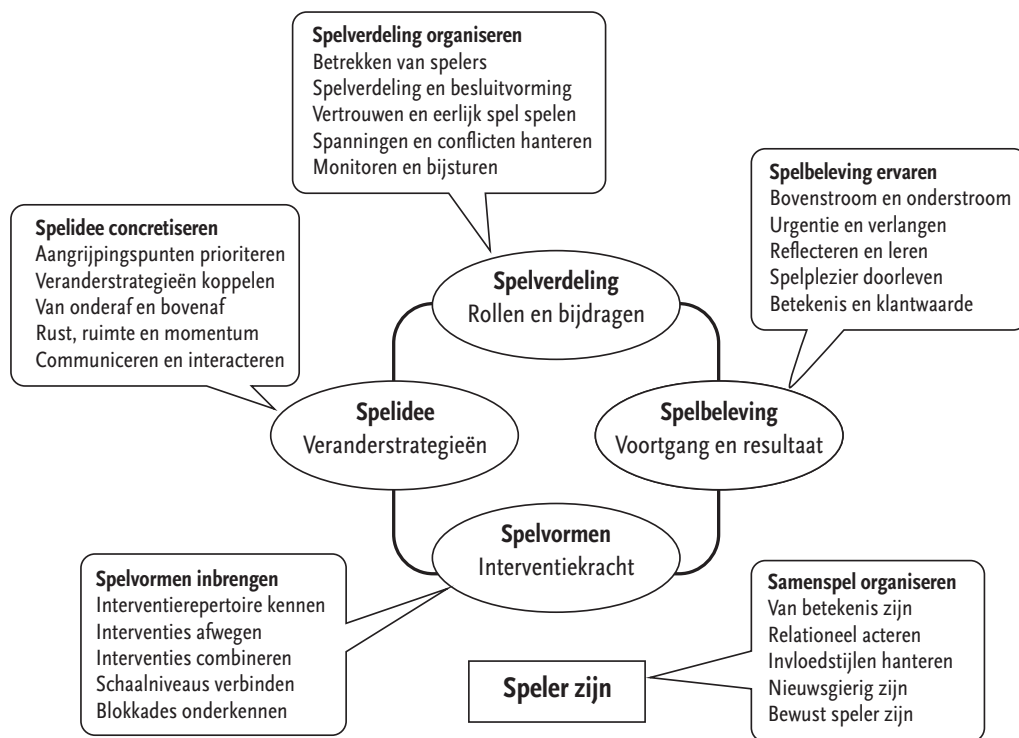 Spelverdeling organiseren
Betrekken van spelers
Spelverdeling en besluitvorming
Vertrouwen en eerlijk spel spelen
Spanningen en conflicten hanteren
Monitoren en bijsturen
Spelbeleving ervaren
Bovenstroom en onderstroom
Urgentie en verlangen
Reflecteren en leren
Spelplezier doorleven
Betekenis en klantwaarde
Spelidee concretiseren
Aangrijpingspunten prioriteren
Veranderstrategieën koppelen
Van onderaf en bovenaf
Rust, ruimte en momentum
Communiceren en interacteren
Spelverdeling
Rollen en bijdragen
Spelidee
Veranderstrategieën
Spelbeleving
Voortgang en resultaat
Spelvormen
Interventiekracht
Spelvormen inbrengen
Interventierepertoire kennen
Interventies afwegen
Interventies combineren
Schaalniveaus verbinden
Blokkades onderkennen
Speler zijn
Samenspel organiseren
Van betekenis zijn
Relationeel acteren
Invloedstijlen hanteren
Nieuwsgierig zijn
Bewust speler zijn